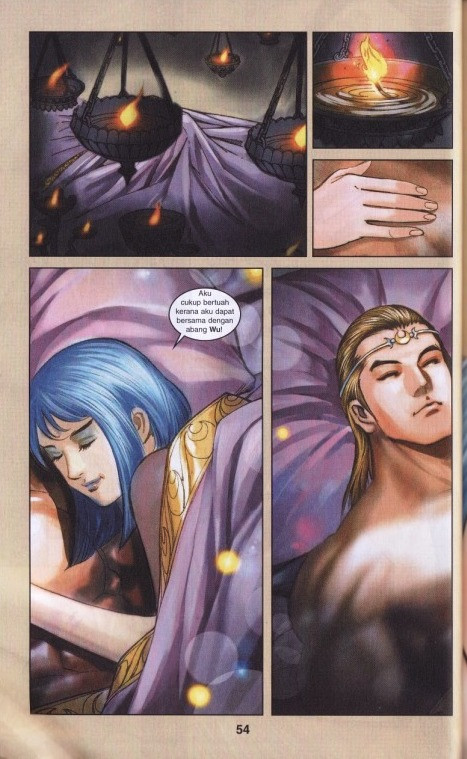 Aku
cukup bertuah
kerana aku dapat
bersama dengan
abang Wu!
54